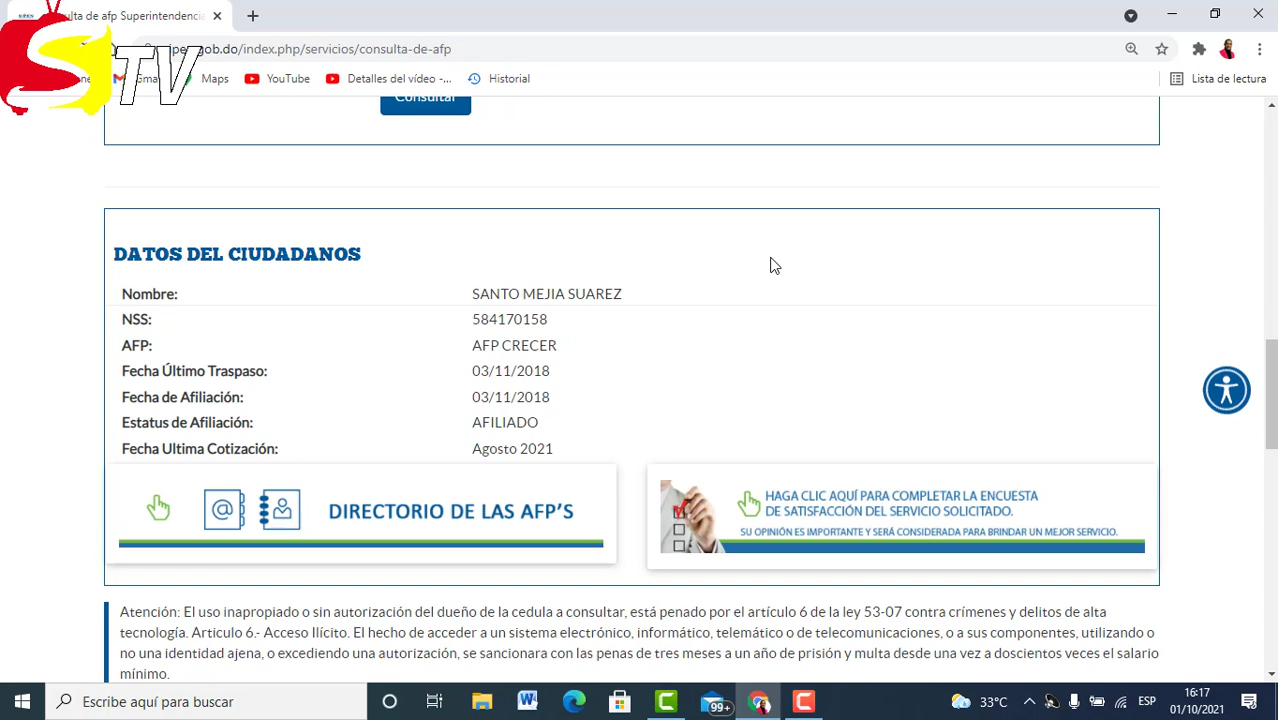 STV
nsulta de afp Superintendencia
gob.do/index.php/servicios/consulta-de-afp
Maps
YouTube
Detalles del vídeo -...
Historial
Lista de lectura
Consultar
DATOS DEL CIUDADANOS
Nombre: SANTO MEJIA SUAREZ
NSS: 584170158
AFP: AFP CRECER
Fecha Último Traspaso: 03/11/2018
Fecha de Afiliación: 03/11/2018
Estatus de Afiliación: AFILIADO
Fecha Ultima Cotización: Agosto 2021
DIRECTORIO DE LAS AFP'S
HAGA CLIC AQUÍ PARA COMPLETAR LA ENCUESTA
DE SATISFACCIÓN DEL SERVICIO SOLICITADO.
SU OPINIÓN ES IMPORTANTE Y SERÁ CONSIDERADA PARA BRINDAR UN MEJOR SERVICIO.
Atención: El uso inapropiado o sin autorización del dueño de la cedula a consultar, está penado por el artículo 6 de la ley 53-07 contra crímenes y delitos de alta
tecnología. Articulo 6.- Acceso Ilícito. El hecho de acceder a un sistema electrónico, informático, telemático o de telecomunicaciones, o a sus componentes, utilizando o
no una identidad ajena, o excediendo una autorización, se sancionara con las penas de tres meses a un año de prisión y multa desde una vez a doscientos veces el salario
mínimo.
Escribe aquí para buscar
99+
33°C
ESP
16:17
01/10/2021